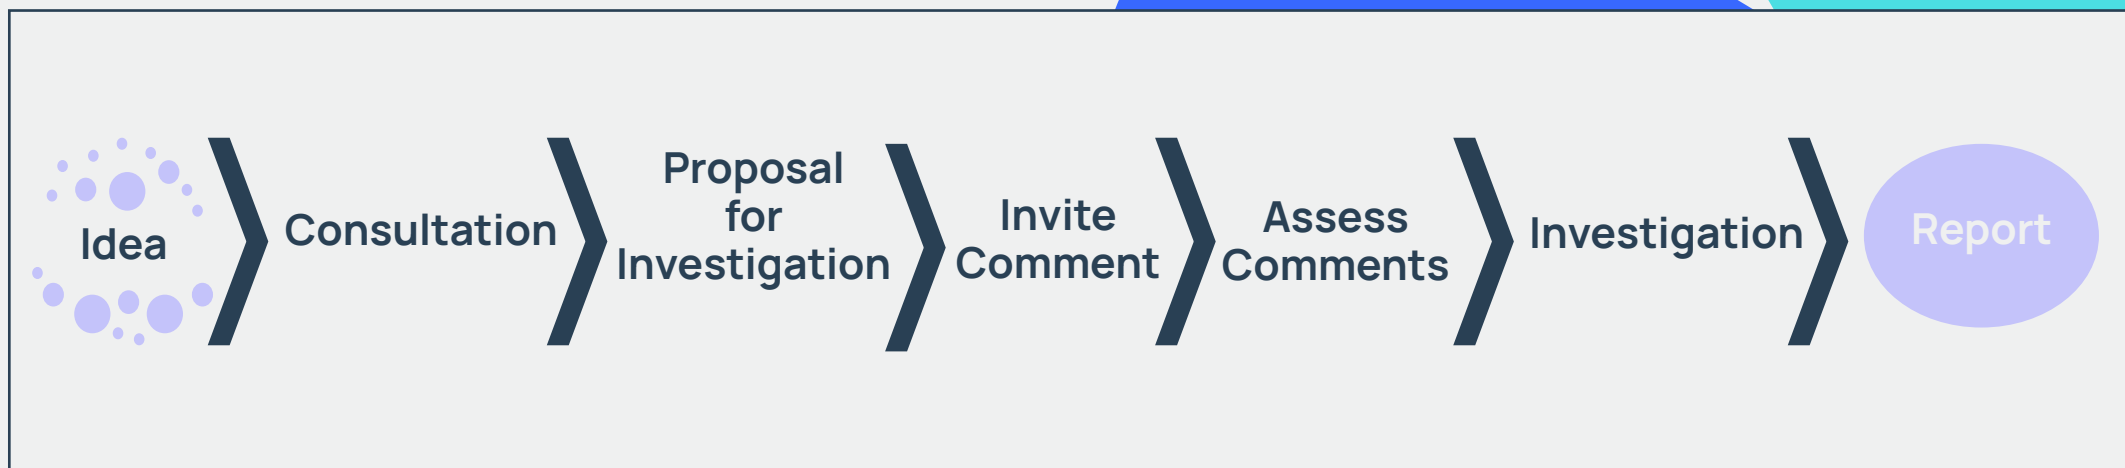 Idea
Consultation
Proposal
for
Investigation
Invite
Comment
Assess
Comments
Investigation
Report